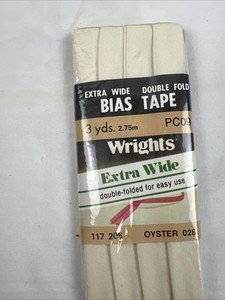 EXTRA WIDE DOUBLE FOLD
BIAS TAPE
3 yds. 2.75m PC09
Wrights
Extra Wide
double-folded for easy use
117 206 OYSTER 028